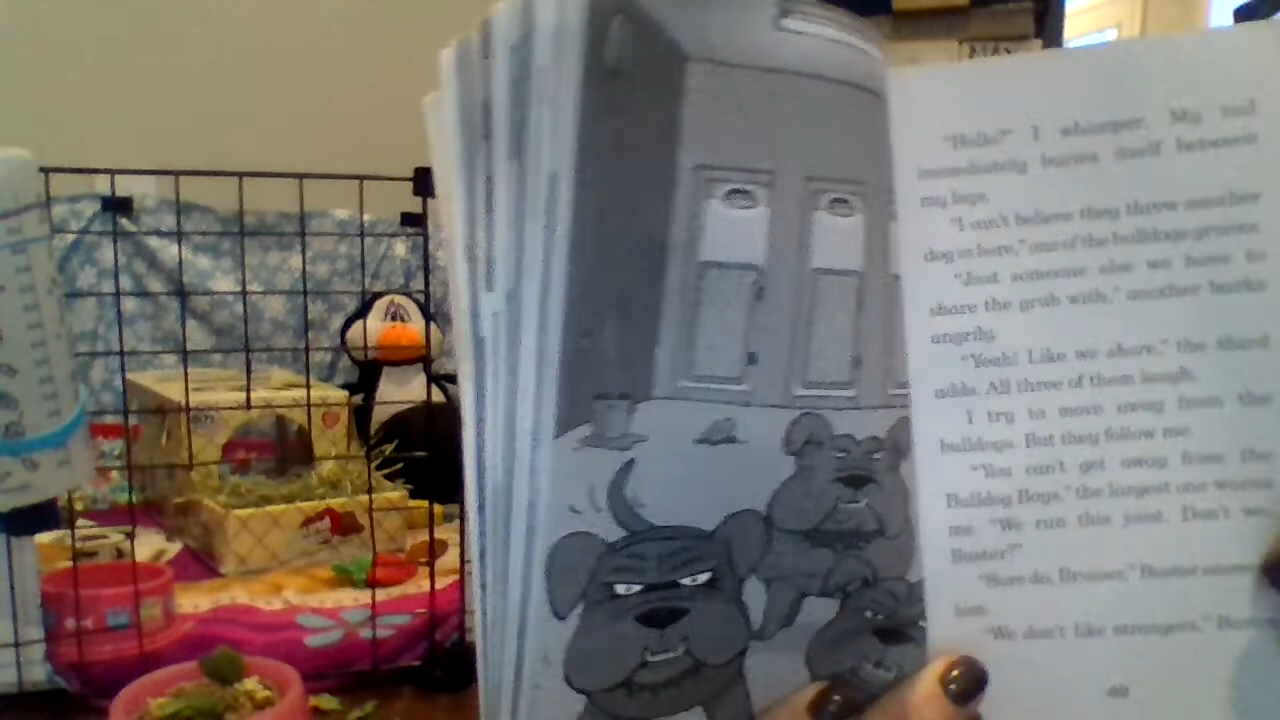 "Hello?" I whimper. My tail
immediately buries itself between
my legs.
"I can't believe they threw another
dog in here," one of the bulldogs grunts.
"Just someone else we have to
share the grub with," another barks
angrily.
"Yeah! Like we share," the third
adds. All three of them laugh.
I try to move away from the
bulldogs. But they follow me.
"You can't get away from the
Bulldog Boys," the largest one warns
me. "We run this joint. Don't we,
Buster?"
"Sure do, Bruiser," Buster
him.
"We don't like strangers,"
49